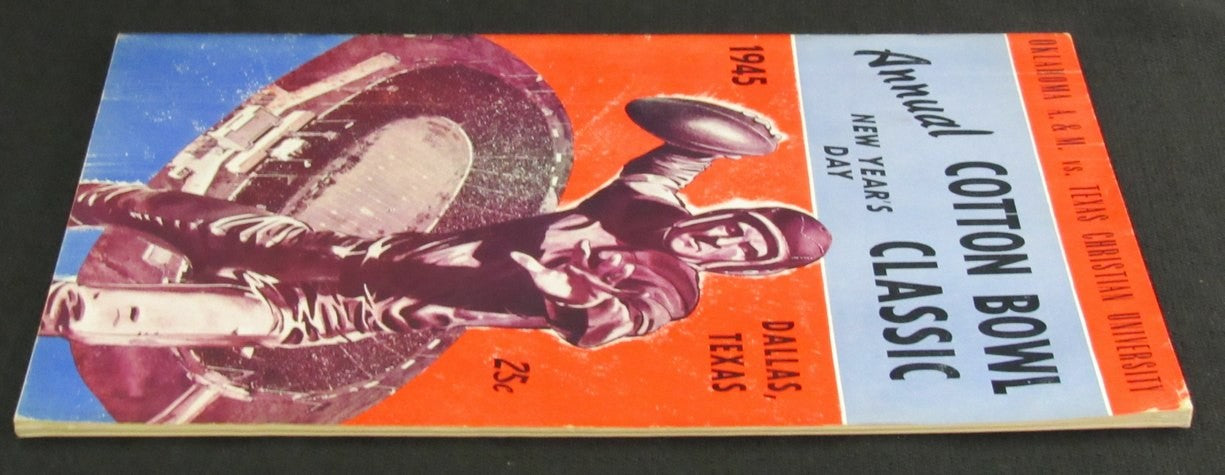 OKLAHOMA A. & M. vs. TEXAS CHRISTIAN UNIVERSITY
Annual COTTON BOWL
NEW YEAR'S
DAY
CLASSIC
1945
DALLAS,
TEXAS
25c